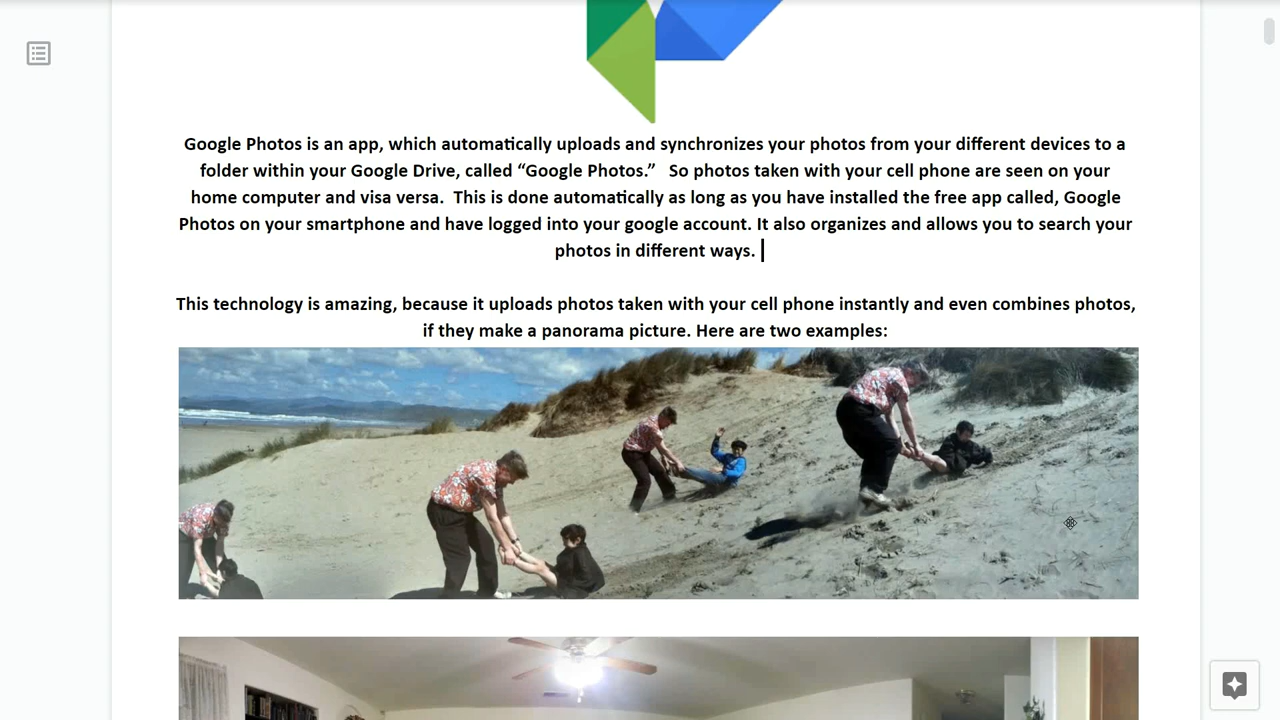 Google Photos is an app, which automatically uploads and synchronizes your photos from your different devices to a
folder within your Google Drive, called “Google Photos.”   So photos taken with your cell phone are seen on your
home computer and visa versa.  This is done automatically as long as you have installed the free app called, Google
Photos on your smartphone and have logged into your google account. It also organizes and allows you to search your
photos in different ways.
This technology is amazing, because it uploads photos taken with your cell phone instantly and even combines photos,
if they make a panorama picture. Here are two examples: